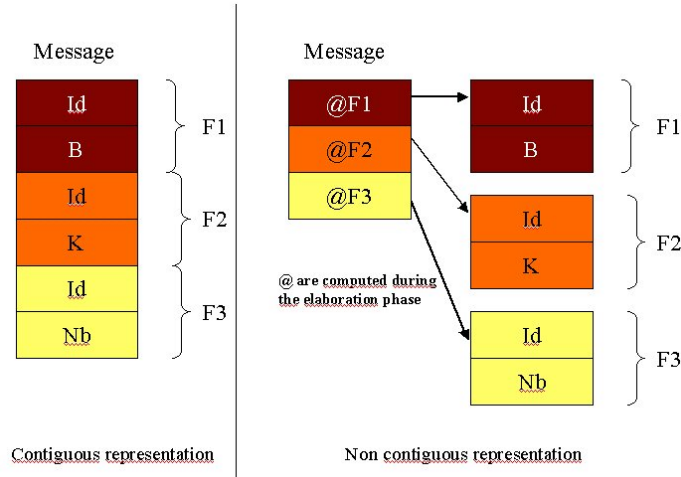 Message
Id
B
F1
Id
K
F2
Id
Nb
F3
Contiguous representation
Message
@F1
@F2
@F3
@ are computed during
the elaboration phase
Id
B
F1
Id
K
F2
Id
Nb
F3
Non contiguous representation